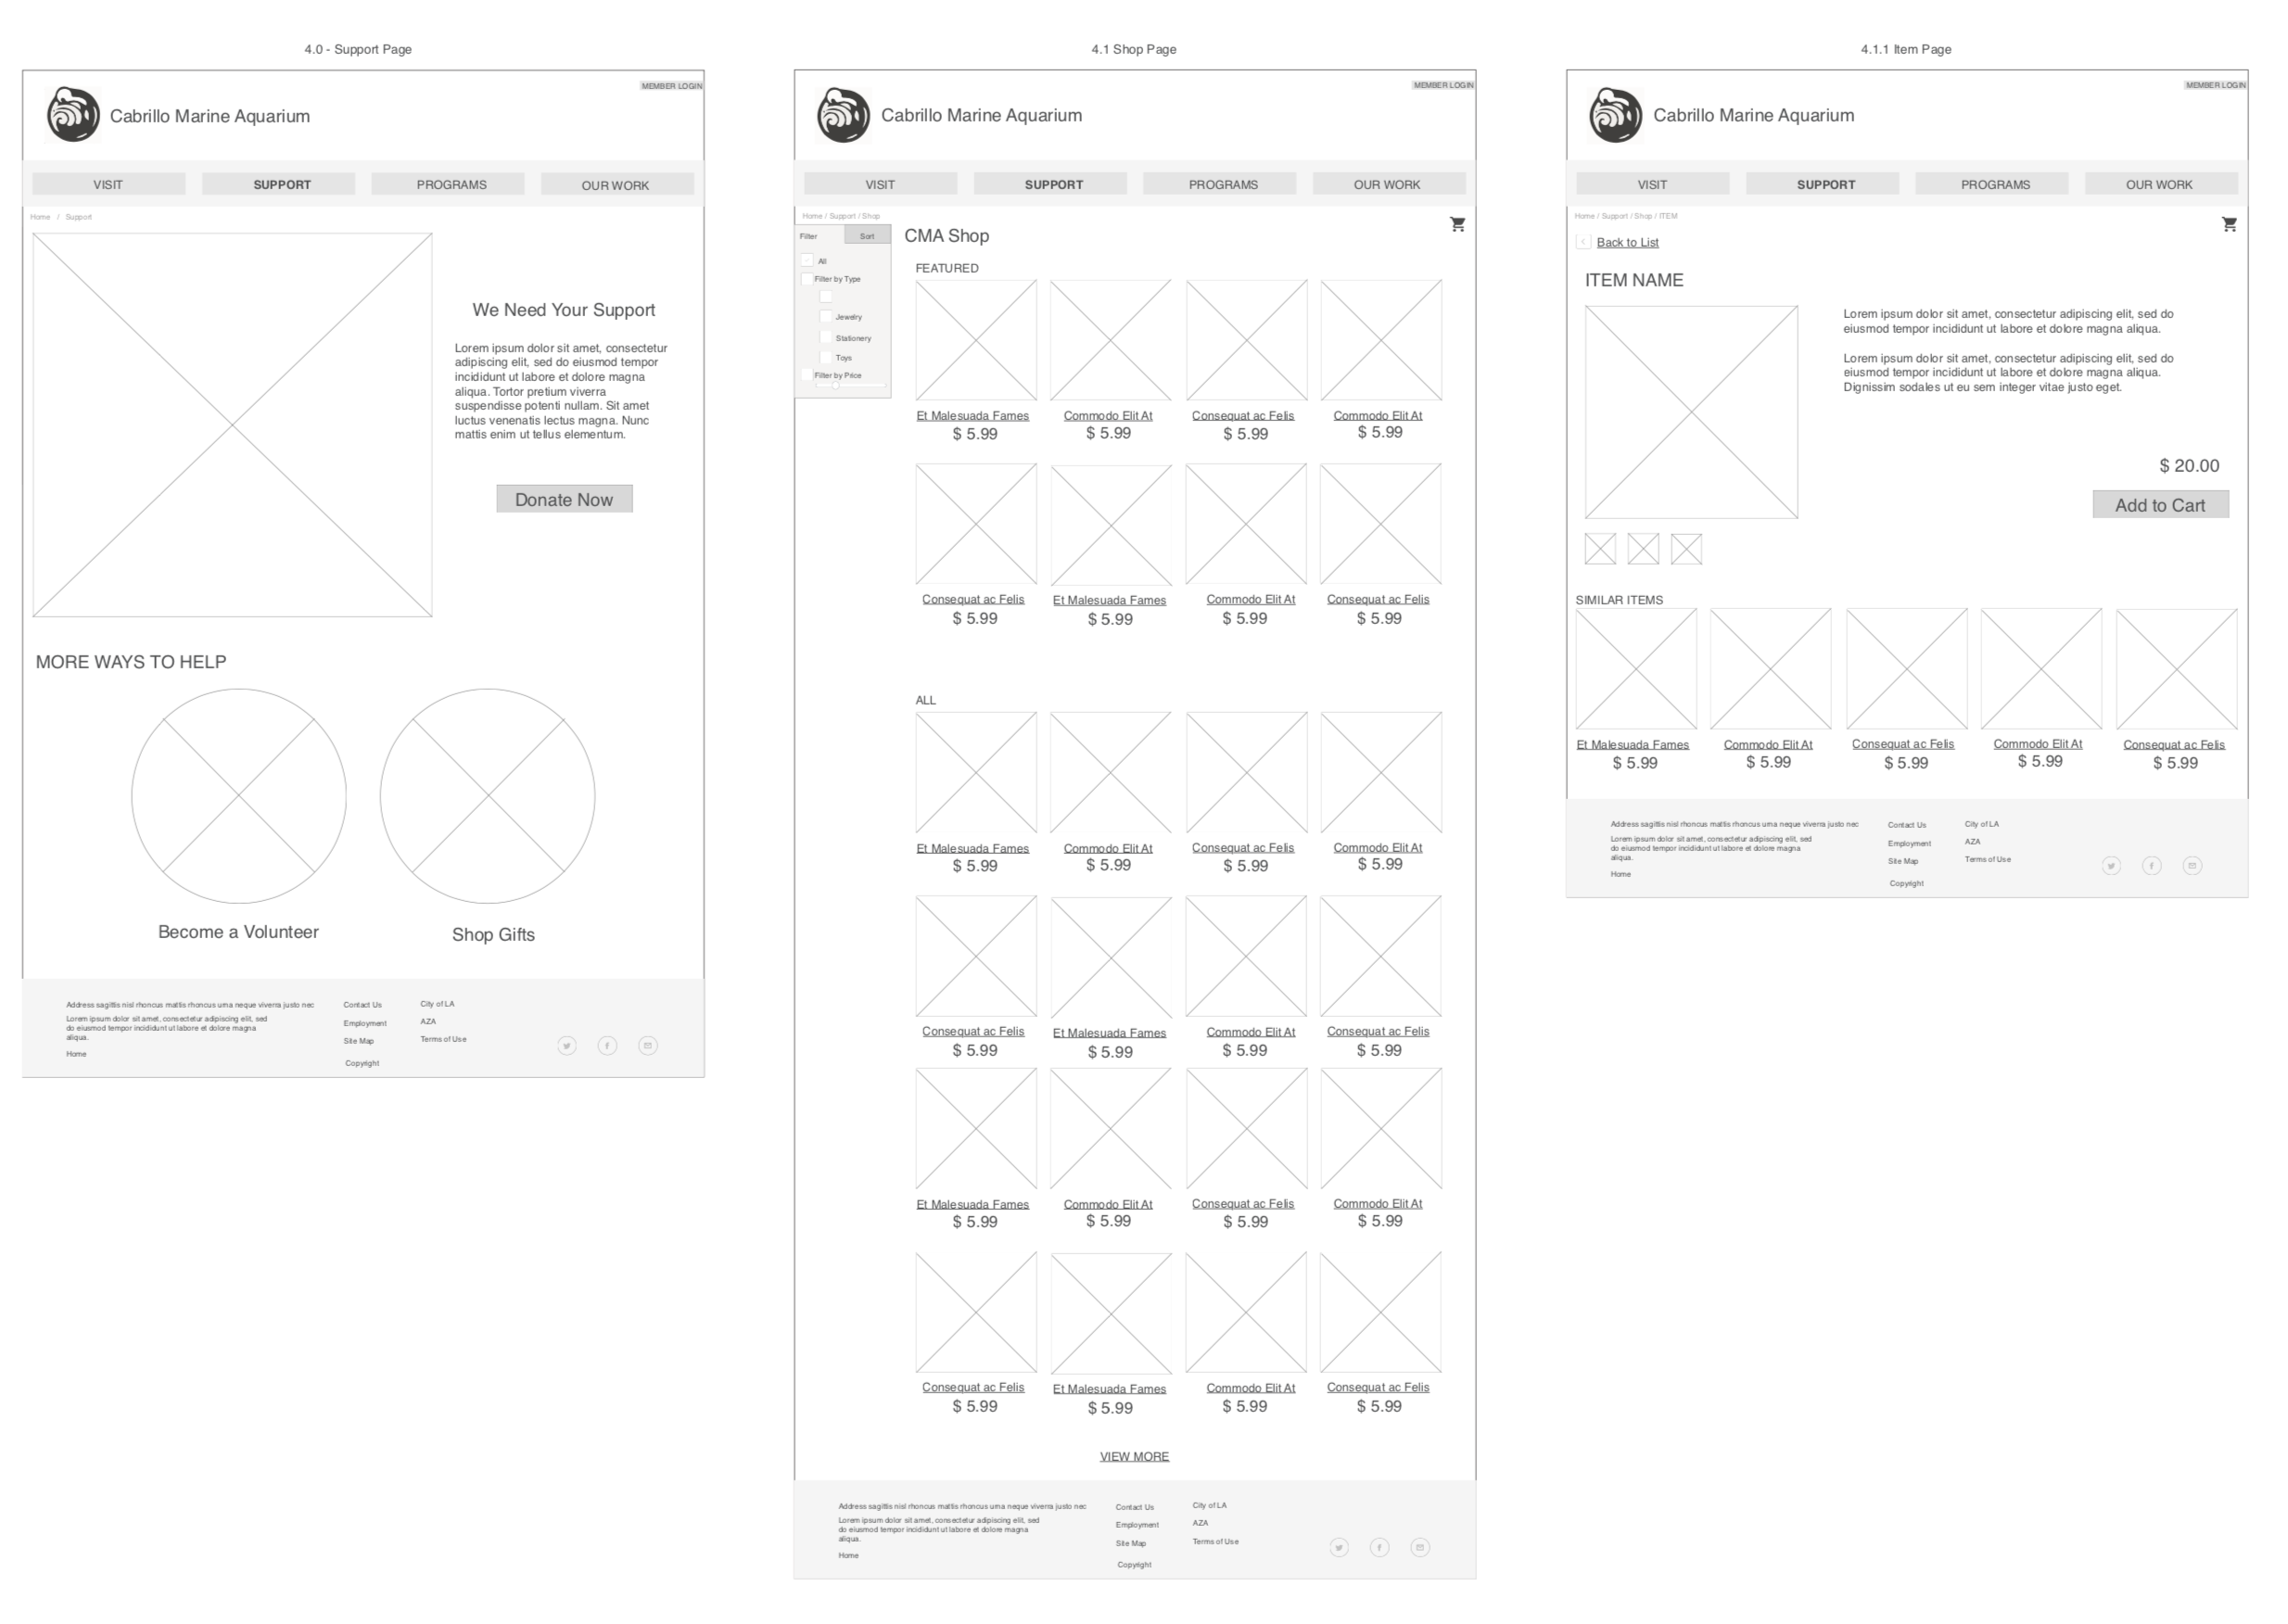 4.0 - Support Page
MEMBER LOGIN
Cabrillo Marine Aquarium
VISIT
SUPPORT
PROGRAMS
OUR WORK
Home / Support
We Need Your Support
Lorem ipsum dolor sit amet, consectetur
adipiscing elit, sed do eiusmod tempor
incididunt ut labore et dolore magna
aliqua. Tortor pretium viverra
suspendisse potenti nullam. Sit amet
luctus venenatis lectus magna. Nunc
mattis enim ut tellus elementum.
Donate Now
MORE WAYS TO HELP
Become a Volunteer
Shop Gifts
Address sagittis nisl rhoncus mattis rhoncus urna neque viverra justo nec
Lorem ipsum dolor sit amet, consectetur adipiscing elit, sed
do eiusmod tempor incididunt ut labore et dolore magna
aliqua.
Home
Contact Us
Employment
Site Map
Copyright
City of LA
AZA
Terms of Use
4.1 Shop Page
MEMBER LOGIN
Cabrillo Marine Aquarium
VISIT
SUPPORT
PROGRAMS
OUR WORK
Home / Support / Shop
Filter
Sort
All
Filter by Type
Jewelry
Stationery
Toys
Filter by Price
CMA Shop
FEATURED
Et Malesuada Fames
$ 5.99
Commodo Elit At
$ 5.99
Consequat ac Felis
$ 5.99
Commodo Elit At
$ 5.99
Consequat ac Felis
$ 5.99
Et Malesuada Fames
$ 5.99
Commodo Elit At
$ 5.99
Consequat ac Felis
$ 5.99
ALL
Et Malesuada Fames
$ 5.99
Commodo Elit At
$ 5.99
Consequat ac Felis
$ 5.99
Commodo Elit At
$ 5.99
Consequat ac Felis
$ 5.99
Et Malesuada Fames
$ 5.99
Commodo Elit At
$ 5.99
Consequat ac Felis
$ 5.99
Et Malesuada Fames
$ 5.99
Commodo Elit At
$ 5.99
Consequat ac Felis
$ 5.99
Commodo Elit At
$ 5.99
Consequat ac Felis
$ 5.99
Et Malesuada Fames
$ 5.99
Commodo Elit At
$ 5.99
Consequat ac Felis
$ 5.99
VIEW MORE
Address sagittis nisl rhoncus mattis rhoncus urna neque viverra justo nec
Lorem ipsum dolor sit amet, consectetur adipiscing elit, sed
do eiusmod tempor incididunt ut labore et dolore magna
aliqua.
Home
Contact Us
Employment
Site Map
Copyright
City of LA
AZA
Terms of Use
4.1.1 Item Page
MEMBER LOGIN
Cabrillo Marine Aquarium
VISIT
SUPPORT
PROGRAMS
OUR WORK
Home / Support / Shop / ITEM
Back to List
ITEM NAME
Lorem ipsum dolor sit amet, consectetur adipiscing elit, sed do
eiusmod tempor incididunt ut labore et dolore magna aliqua.
Lorem ipsum dolor sit amet, consectetur adipiscing elit, sed do
eiusmod tempor incididunt ut labore et dolore magna aliqua.
Dignissim sodales ut eu sem integer vitae justo eget.
$ 20.00
Add to Cart
SIMILAR ITEMS
Et Malesuada Fames
$ 5.99
Commodo Elit At
$ 5.99
Consequat ac Felis
$ 5.99
Commodo Elit At
$ 5.99
Consequat ac Felis
$ 5.99
Address sagittis nisl rhoncus mattis rhoncus urna neque viverra justo nec
Lorem ipsum dolor sit amet, consectetur adipiscing elit, sed
do eiusmod tempor incididunt ut labore et dolore magna
aliqua.
Home
Contact Us
Employment
Site Map
Copyright
City of LA
AZA
Terms of Use